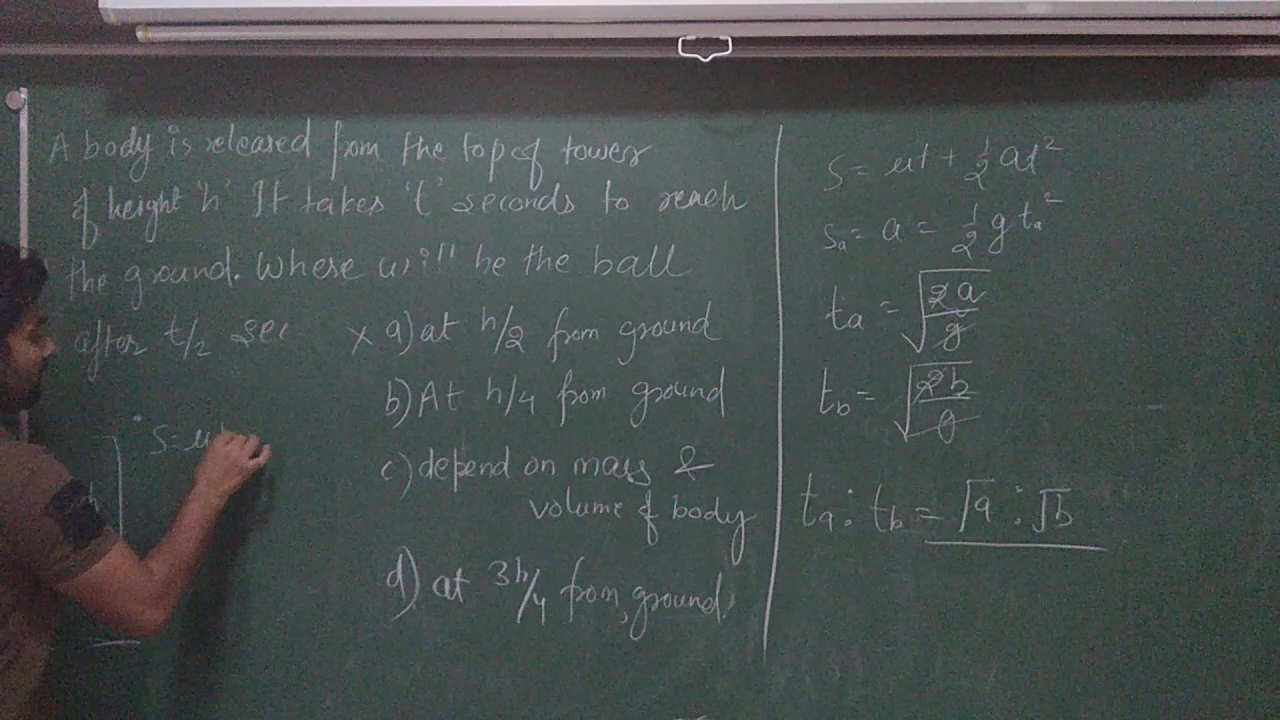 A body is released from the top of tower
of height 'h' It takes 't' seconds to reach
the ground. Where will be the ball
after t/2 sec
x a) at h/2 from ground
b) At h/4 from ground
c) depend on mass &
volume of body
d) at 3h/4 from, ground.
S=ut
h
S = ut + 1/2 at²
Sa = a = 1/2 g ta²
ta = √(2a/g)
tb = √(2b/g)
ta : tb = √a : √b